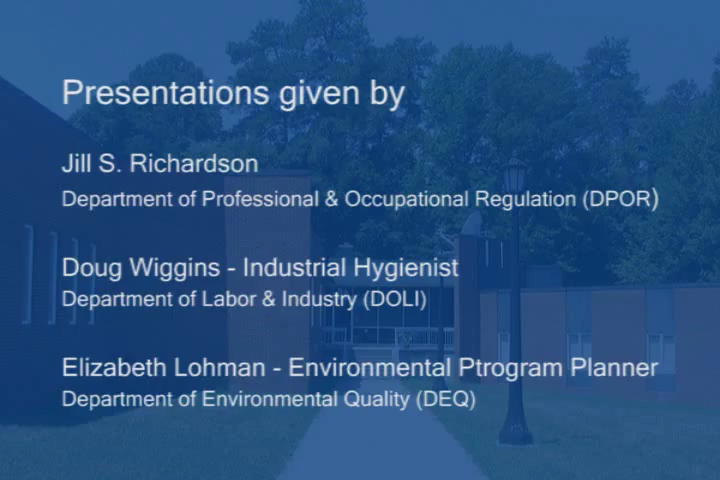 Presentations given by
Jill S. Richardson
Department of Professional & Occupational Regulation (DPOR)
Doug Wiggins - Industrial Hygienist
Department of Labor & Industry (DOLI)
Elizabeth Lohman - Environmental Ptrogram Planner
Department of Environmental Quality (DEQ)